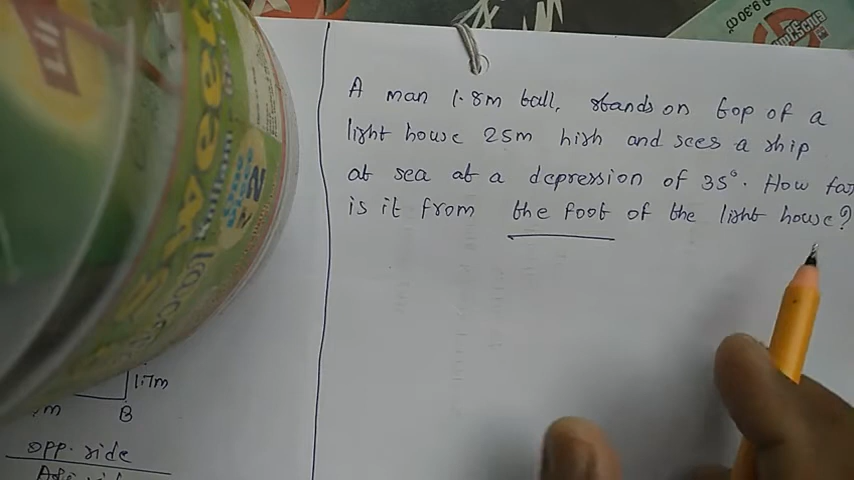 A man 1.8m tall, stands on top of a
light house 25m high and sees a ship
at sea at a depression of 35°. How far
is it from the foot of the light house?
1.7m
m
B
opp. side